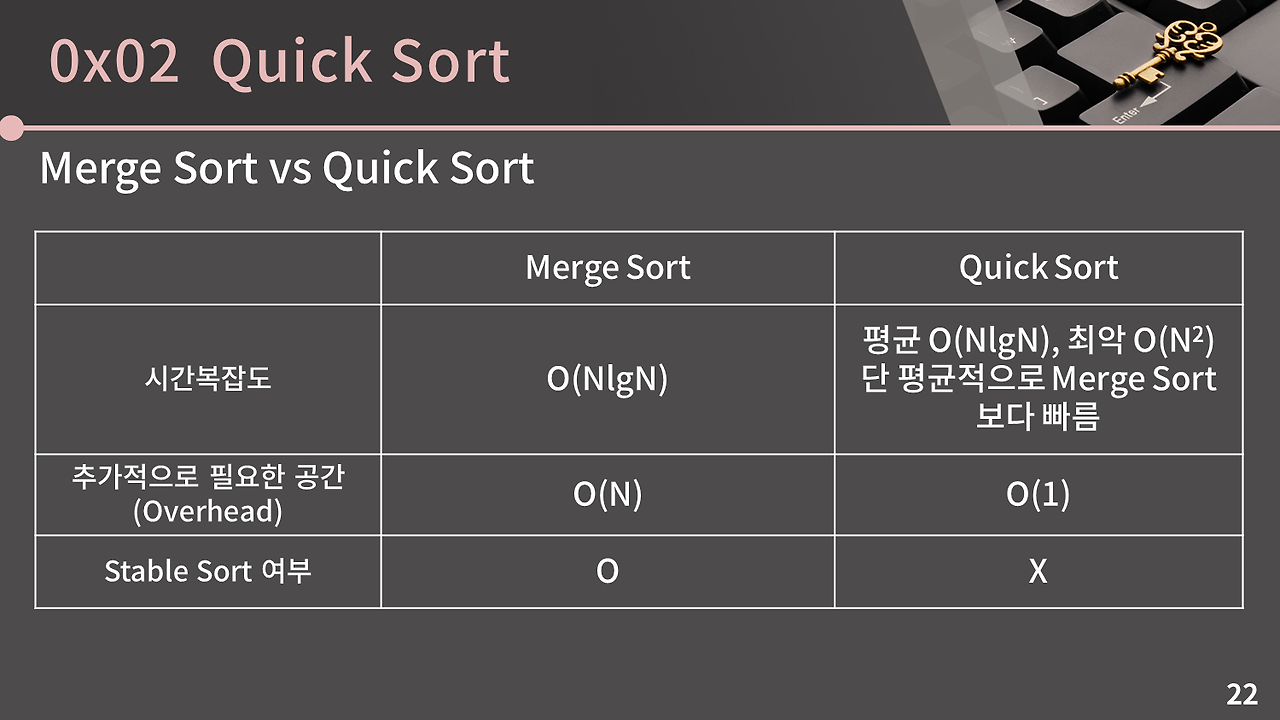 0x02 Quick Sort
Enter
Merge Sort vs Quick Sort
Merge Sort
Quick Sort
시간복잡도
O(NlgN)
평균 O(NlgN), 최악 O(N²)
단 평균적으로 Merge Sort
보다 빠름
추가적으로 필요한 공간
(Overhead)
O(N)
O(1)
Stable Sort 여부
O
X
22